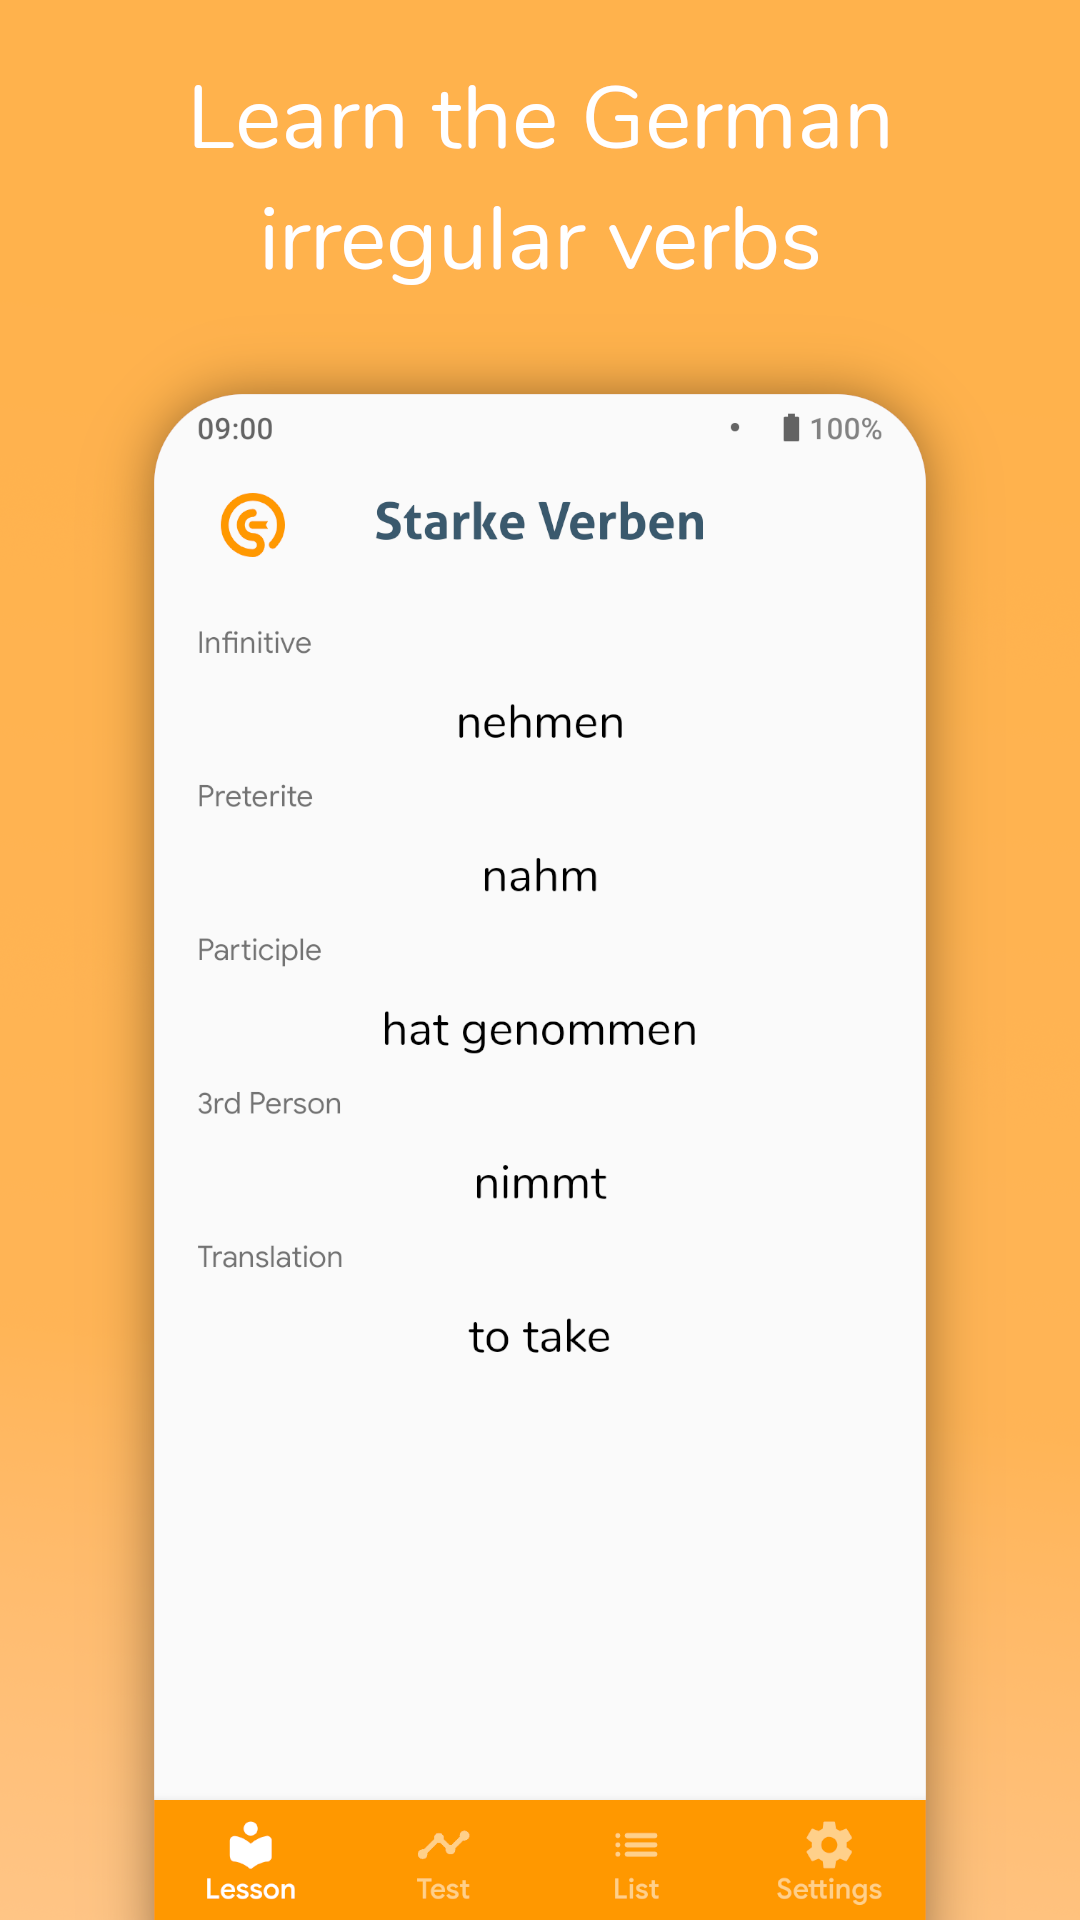 Learn the German
irregular verbs
09:00
100%
Starke Verben
Infinitive
nehmen
Preterite
nahm
Participle
hat genommen
3rd Person
nimmt
Translation
to take
Lesson
Test
List
Settings